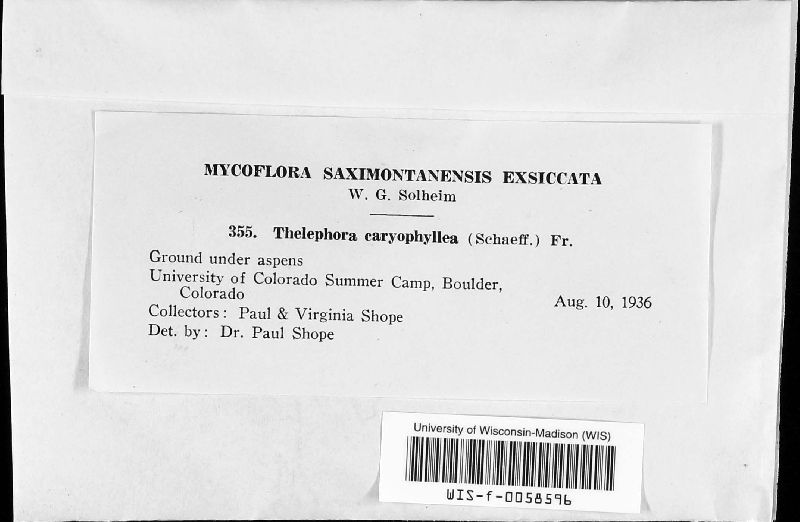 MYCOFLORA SAXIMONTANENSIS EXSICCATA
W. G. Solheim
355. Thelephora caryophyllea (Schaeff.) Fr.
Ground under aspens
University of Colorado Summer Camp, Boulder,
Colorado
Aug. 10, 1936
Collectors: Paul & Virginia Shope
Det. by: Dr. Paul Shope
University of Wisconsin-Madison (WIS)
WIS-f-0058596